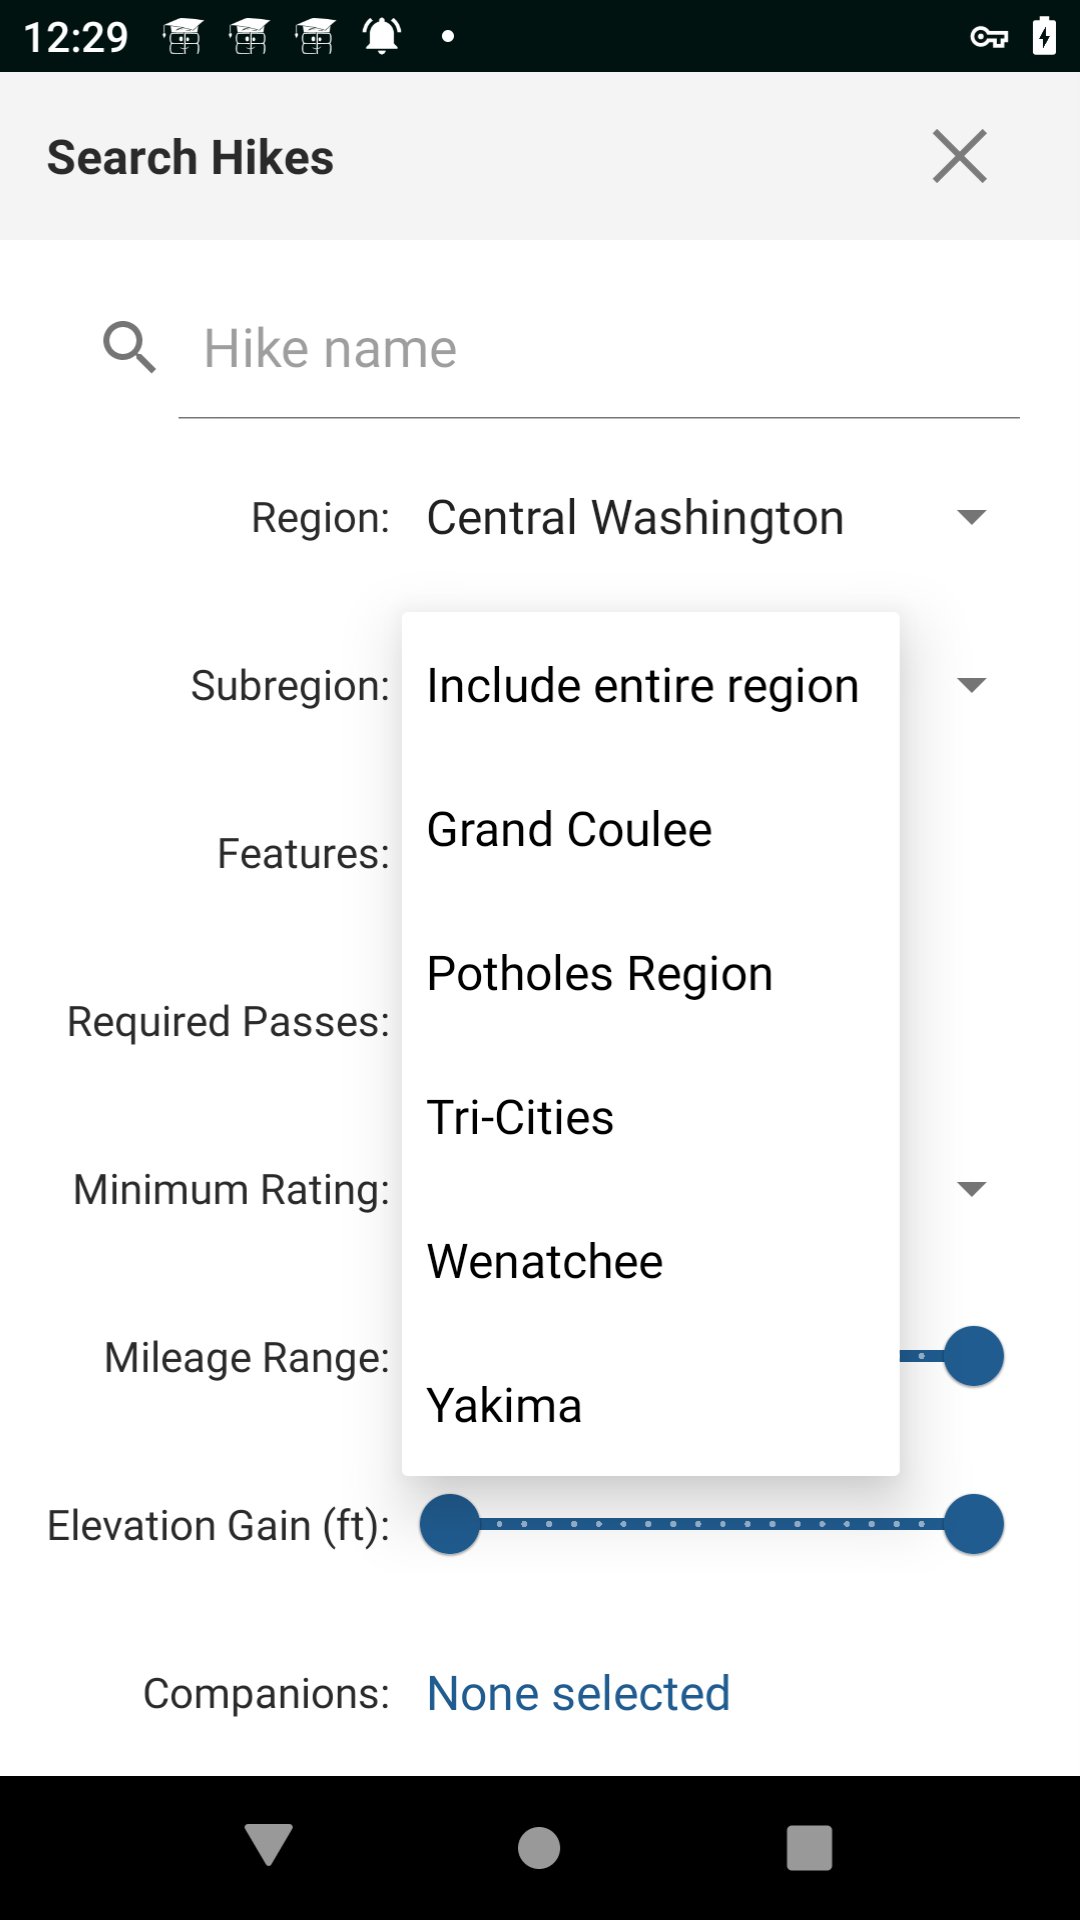 12:29
Search Hikes
Hike name
Region: Central Washington
Subregion: Include entire region
Grand Coulee
Features:
Potholes Region
Required Passes:
Tri-Cities
Minimum Rating:
Wenatchee
Mileage Range:
Yakima
Elevation Gain (ft):
Companions: None selected